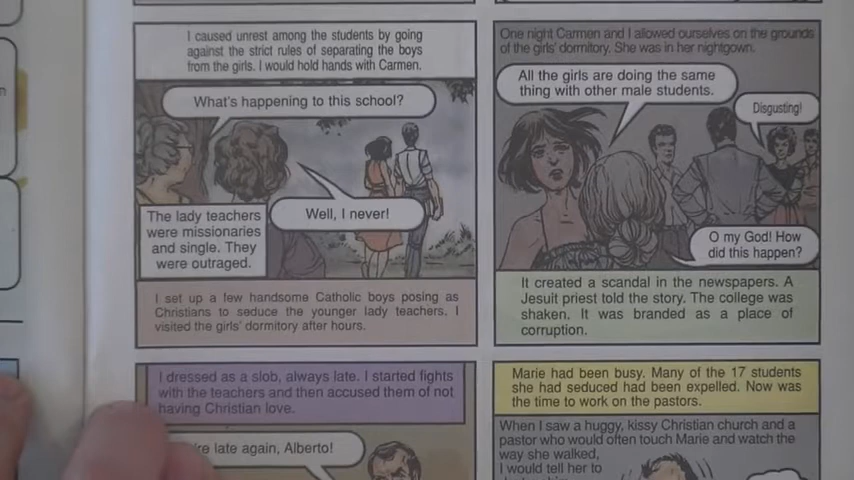 I caused unrest among the students by going
against the strict rules of separating the boys
from the girls. I would hold hands with Carmen.
What's happening to this school?
Well, I never!
The lady teachers
were missionaries
and single. They
were outraged.
I set up a few handsome Catholic boys posing as
Christians to seduce the younger lady teachers. I
visited the girls' dormitory after hours.
One night Carmen and I allowed ourselves on the grounds
of the girls' dormitory. She was in her nightgown.
All the girls are doing the same
thing with other male students.
Disgusting!
O my God! How
did this happen?
It created a scandal in the newspapers. A
Jesuit priest told the story. The college was
shaken. It was branded as a place of
corruption.
I dressed as a slob, always late. I started fights
with the teachers and then accused them of not
having Christian love.
late again, Alberto!
Marie had been busy. Many of the 17 students
she had seduced had been expelled. Now was
the time to work on the pastors.
When I saw a huggy, kissy Christian church and a
pastor who would often touch Marie and watch the
way she walked,
I would tell her to